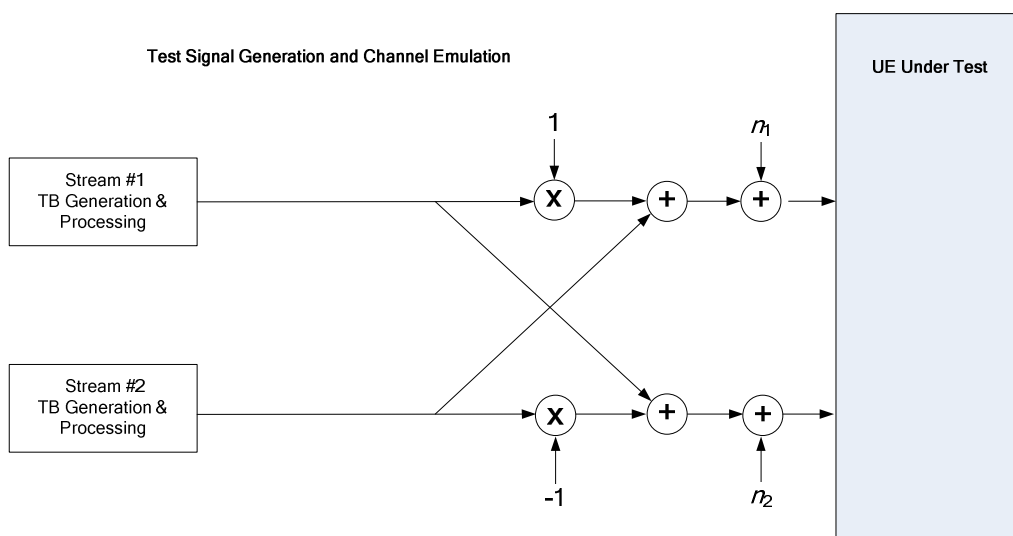 Test Signal Generation and Channel Emulation
UE Under Test
1
n1
Stream #1
TB Generation &
Processing
X
+
+
Stream #2
TB Generation &
Processing
X
+
+
-1
n2